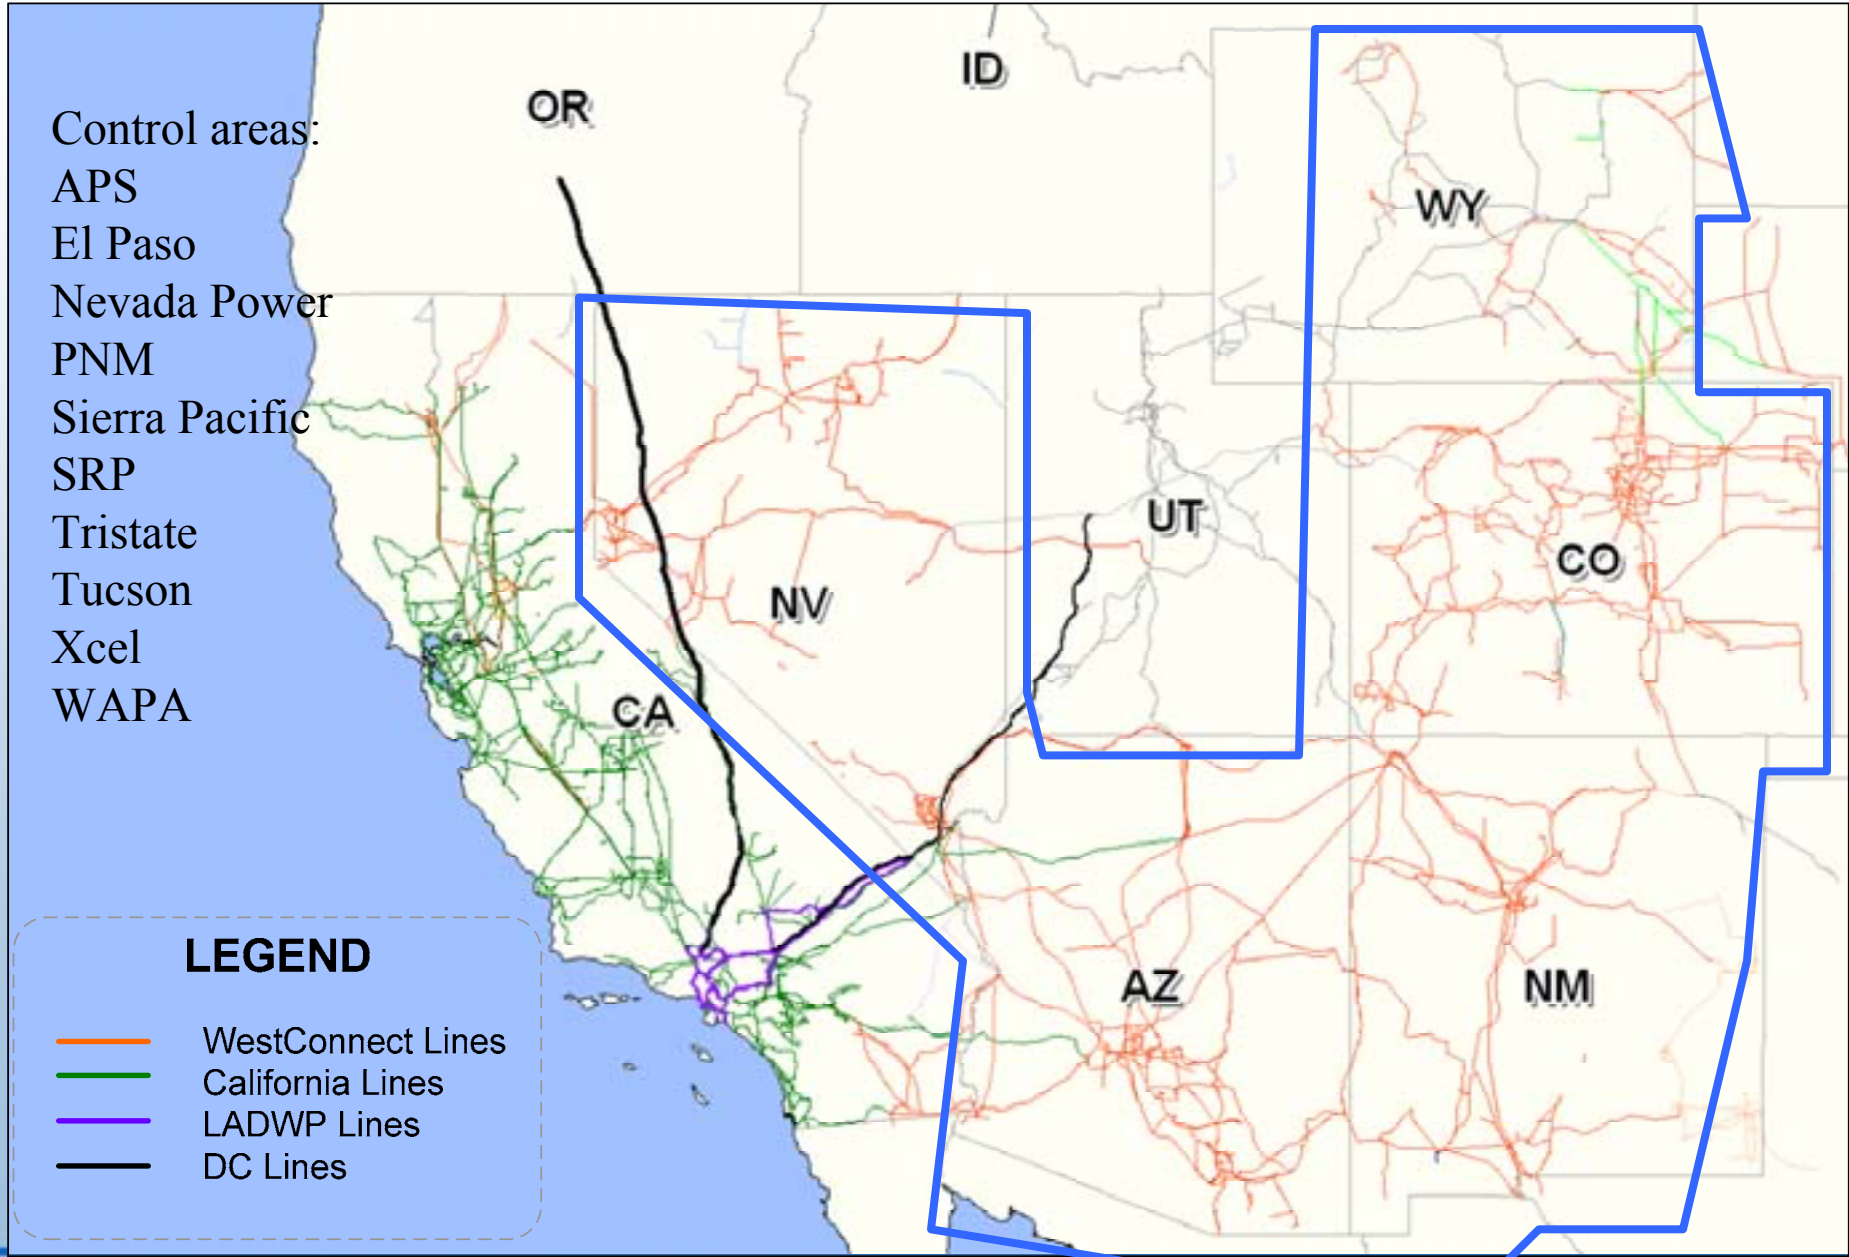 Control areas:
APS
El Paso
Nevada Power
PNM
Sierra Pacific
SRP
Tristate
Tucson
Xcel
WAPA
OR
ID
WY
UT
CO
NV
CA
AZ
NM
LEGEND
WestConnect Lines
California Lines
LADWP Lines
DC Lines